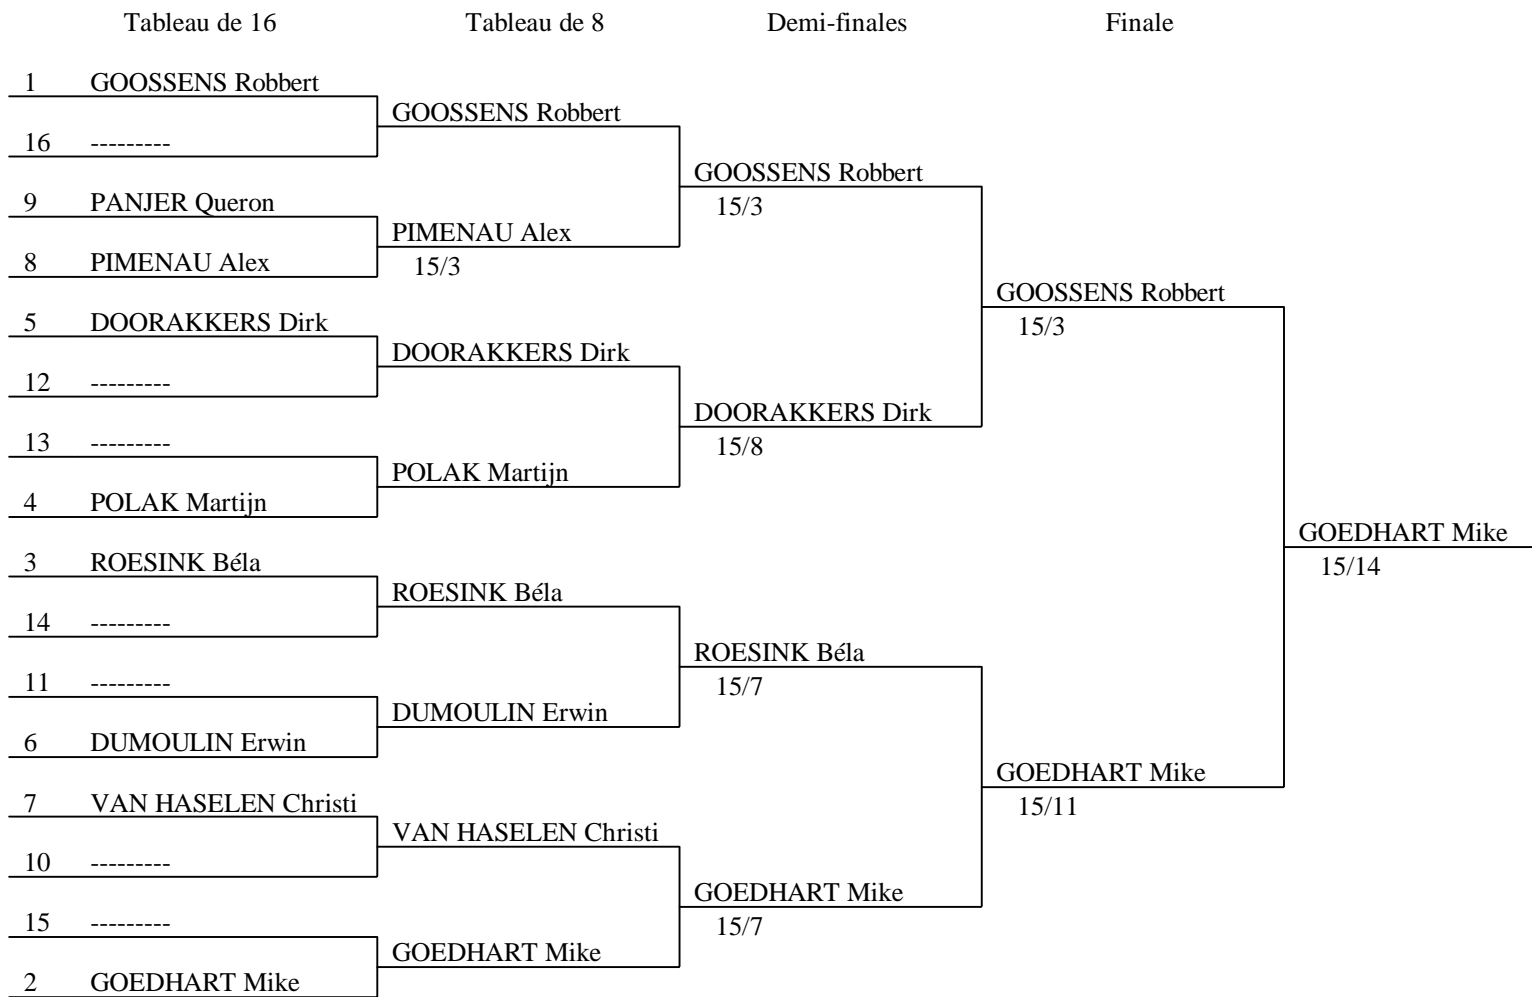 Tableau de 16 Tableau de 8 Demi-finales Finale
1 GOOSSENS Robbert
GOOSSENS Robbert
16 ---------
GOOSSENS Robbert
9 PANJER Queron
15/3
PIMENAU Alex
8 PIMENAU Alex
15/3
GOOSSENS Robbert
5 DOORAKKERS Dirk
15/3
DOORAKKERS Dirk
12 ---------
DOORAKKERS Dirk
13 ---------
15/8
POLAK Martijn
4 POLAK Martijn
GOEDHART Mike
3 ROESINK Béla
15/14
ROESINK Béla
14 ---------
ROESINK Béla
11 ---------
15/7
DUMOULIN Erwin
6 DUMOULIN Erwin
GOEDHART Mike
7 VAN HASELEN Christi
15/11
VAN HASELEN Christi
10 ---------
GOEDHART Mike
15 ---------
15/7
GOEDHART Mike
2 GOEDHART Mike